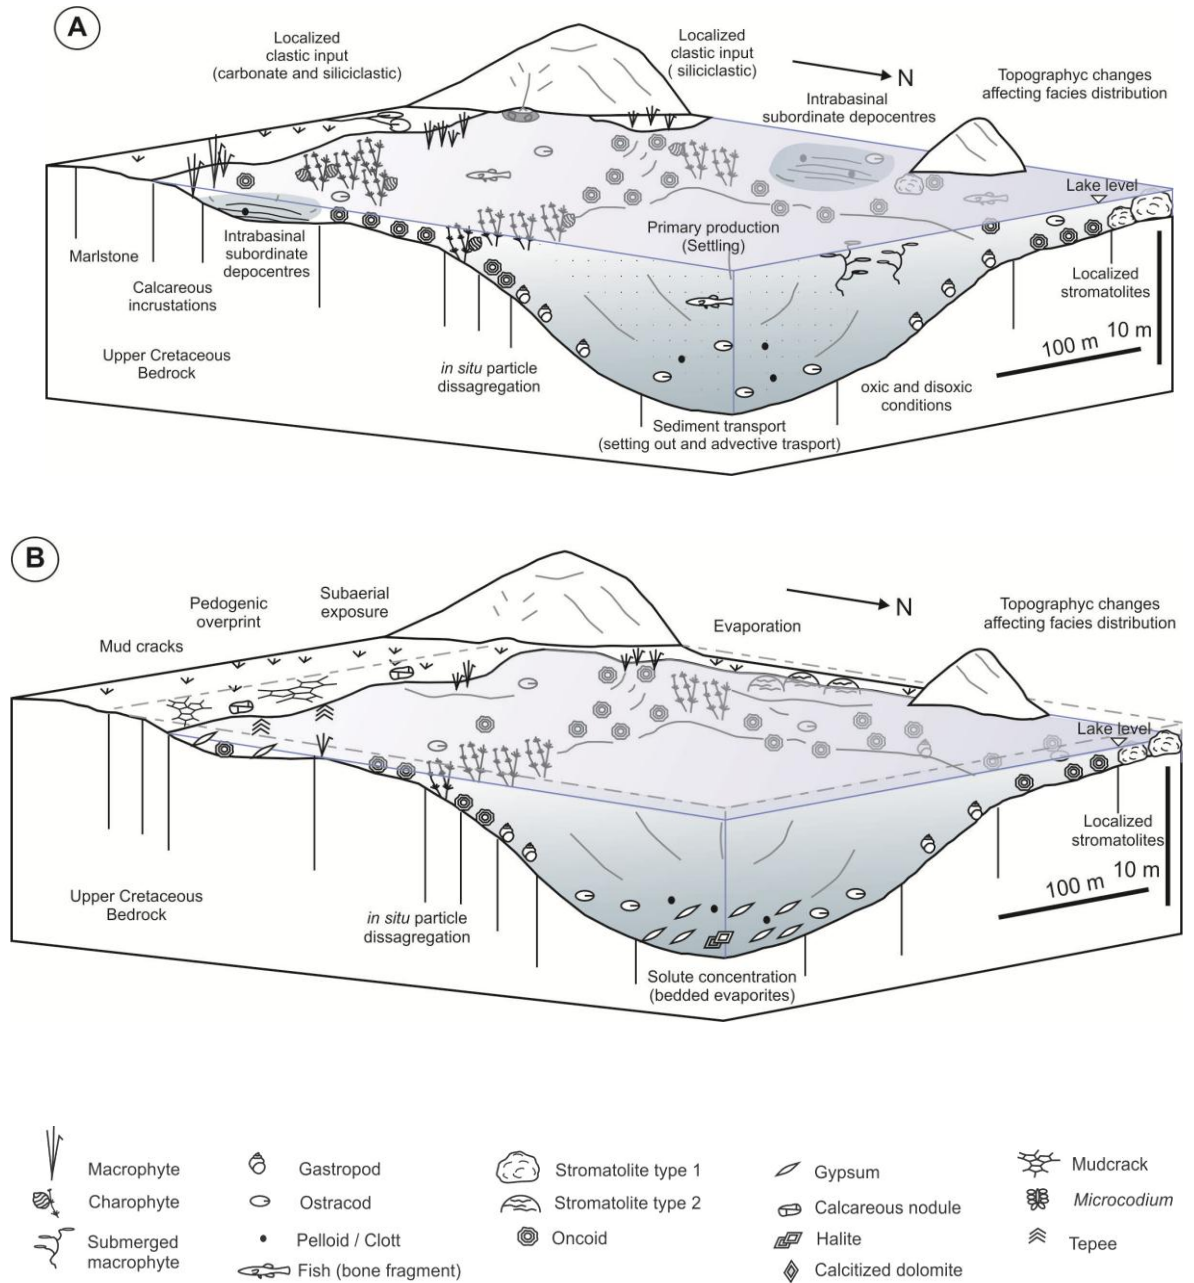 A
Localized
clastic input
(carbonate and siliciclastic)
Localized
clastic input
( siliciclastic)
N
Topographyc changes
affecting facies distribution
Intrabasinal
subordinate depocentres
Lake level
Primary production
(Settling)
Marlstone
Intrabasinal
subordinate
depocentres
Calcareous
incrustations
Localized
stromatolites
100 m
10 m
Upper Cretaceous
Bedrock
in situ particle
dissagregation
oxic and disoxic
conditions
Sediment transport
(setting out and advective trasport)
B
Mud cracks
Pedogenic
overprint
Subaerial
exposure
Evaporation
N
Topographyc changes
affecting facies distribution
Lake level
Localized
stromatolites
100 m
10 m
Upper Cretaceous
Bedrock
in situ particle
dissagregation
Solute concentration
(bedded evaporites)
Macrophyte
Charophyte
Submerged
macrophyte
Gastropod
Ostracod
Pelloid / Clott
Fish (bone fragment)
Stromatolite type 1
Stromatolite type 2
Oncoid
Gypsum
Calcareous nodule
Halite
Calcitized dolomite
Mudcrack
Microcodium
Tepee